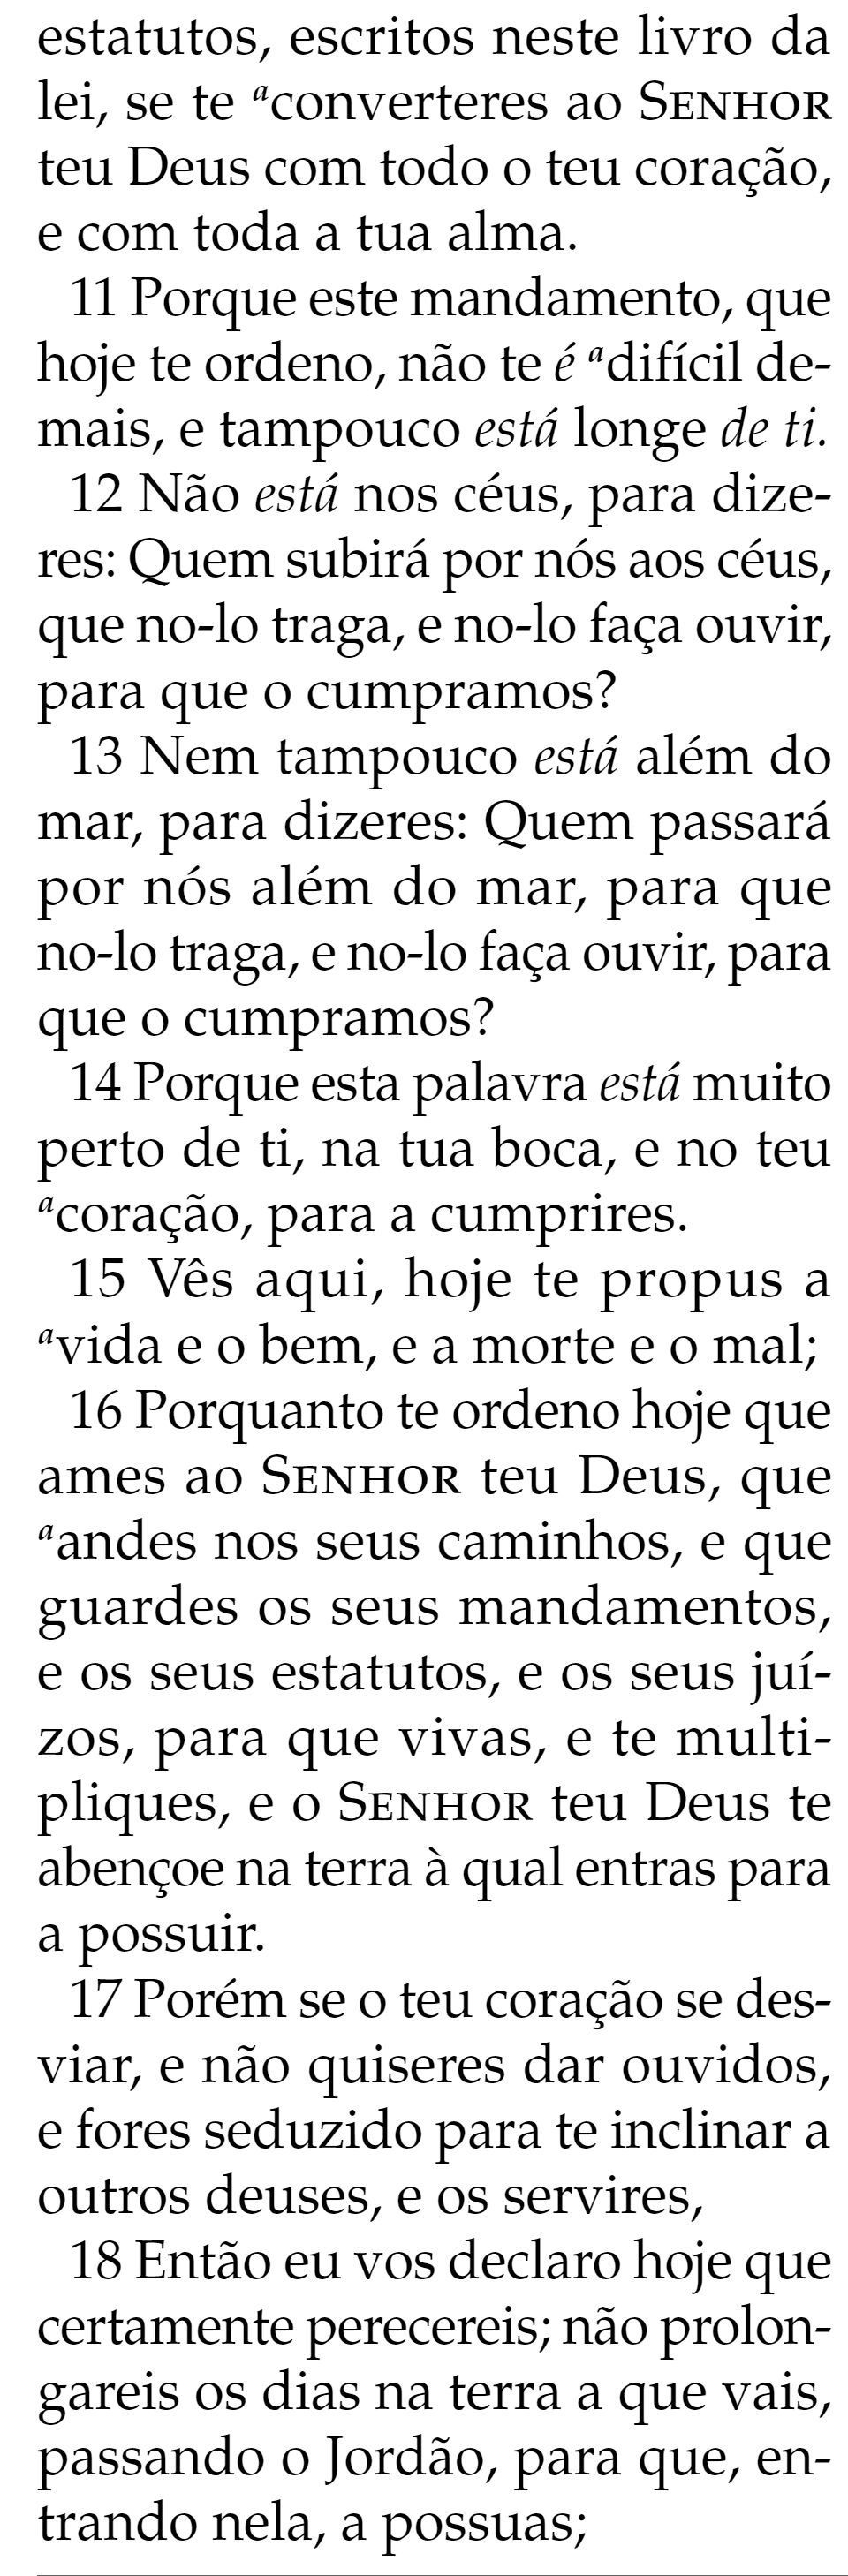 estatutos, escritos neste livro da
lei, se te ᵃconverteres ao SENHOR
teu Deus com todo o teu coração,
e com toda a tua alma.
11 Porque este mandamento, que
hoje te ordeno, não te é ᵃdifícil de-
mais, e tampouco está longe de ti.
12 Não está nos céus, para dize-
res: Quem subirá por nós aos céus,
que no-lo traga, e no-lo faça ouvir,
para que o cumpramos?
13 Nem tampouco está além do
mar, para dizeres: Quem passará
por nós além do mar, para que
no-lo traga, e no-lo faça ouvir, para
que o cumpramos?
14 Porque esta palavra está muito
perto de ti, na tua boca, e no teu
ᵃcoração, para a cumprires.
15 Vês aqui, hoje te propus a
ᵃvida e o bem, e a morte e o mal;
16 Porquanto te ordeno hoje que
ames ao SENHOR teu Deus, que
ᵃandes nos seus caminhos, e que
guardes os seus mandamentos,
e os seus estatutos, e os seus juí-
zos, para que vivas, e te multi-
pliques, e o SENHOR teu Deus te
abençoe na terra à qual entras para
a possuir.
17 Porém se o teu coração se des-
viar, e não quiseres dar ouvidos,
e fores seduzido para te inclinar a
outros deuses, e os servires,
18 Então eu vos declaro hoje que
certamente perecereis; não prolon-
gareis os dias na terra a que vais,
passando o Jordão, para que, en-
trando nela, a possuas;